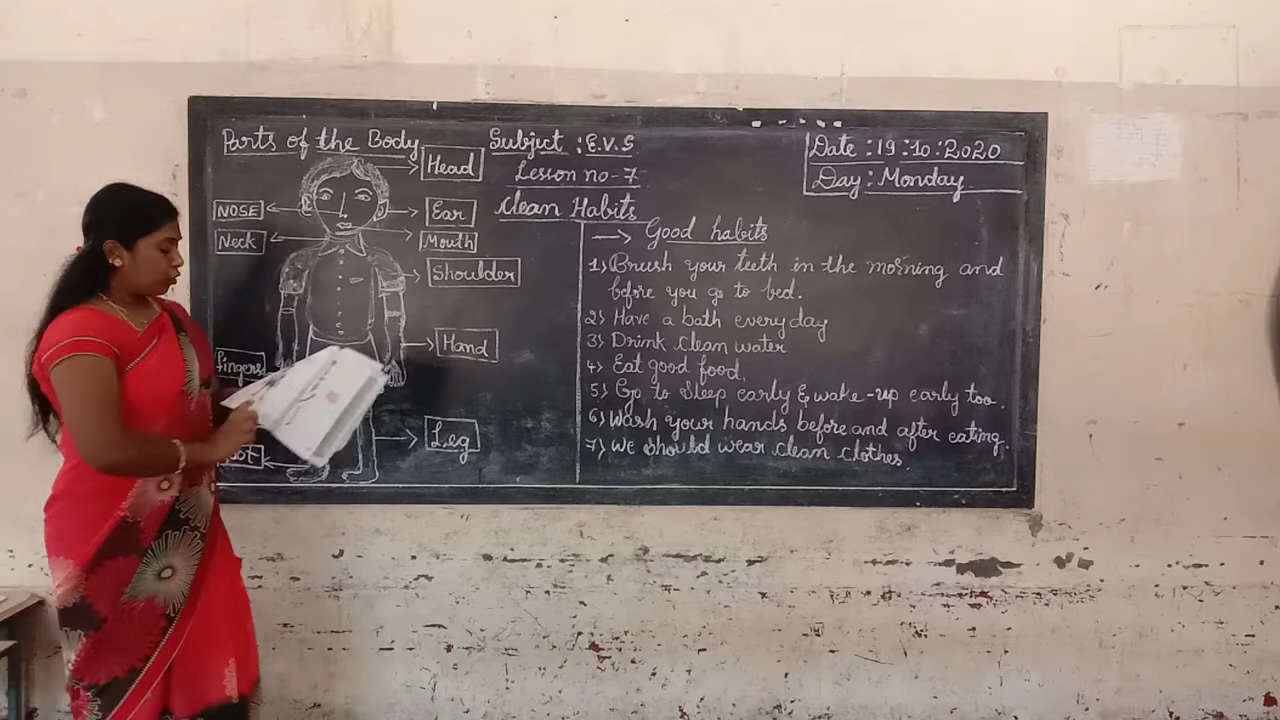 Parts of the Body
Head
NOSE
Ear
Neck
Mouth
Shoulder
Hand
fingers
Leg
Subject : E.V.S
Lesson no - 7
Clean Habits
Date : 19 : 10 : 2020
Day : Monday
→ Good habits
1) Brush your teeth in the morning and
before you go to bed.
2) Have a bath everyday
3) Drink clean water
4) Eat good food.
5) Go to sleep early & wake-up early too.
6) Wash your hands before and after eating.
7) We should wear clean clothes.